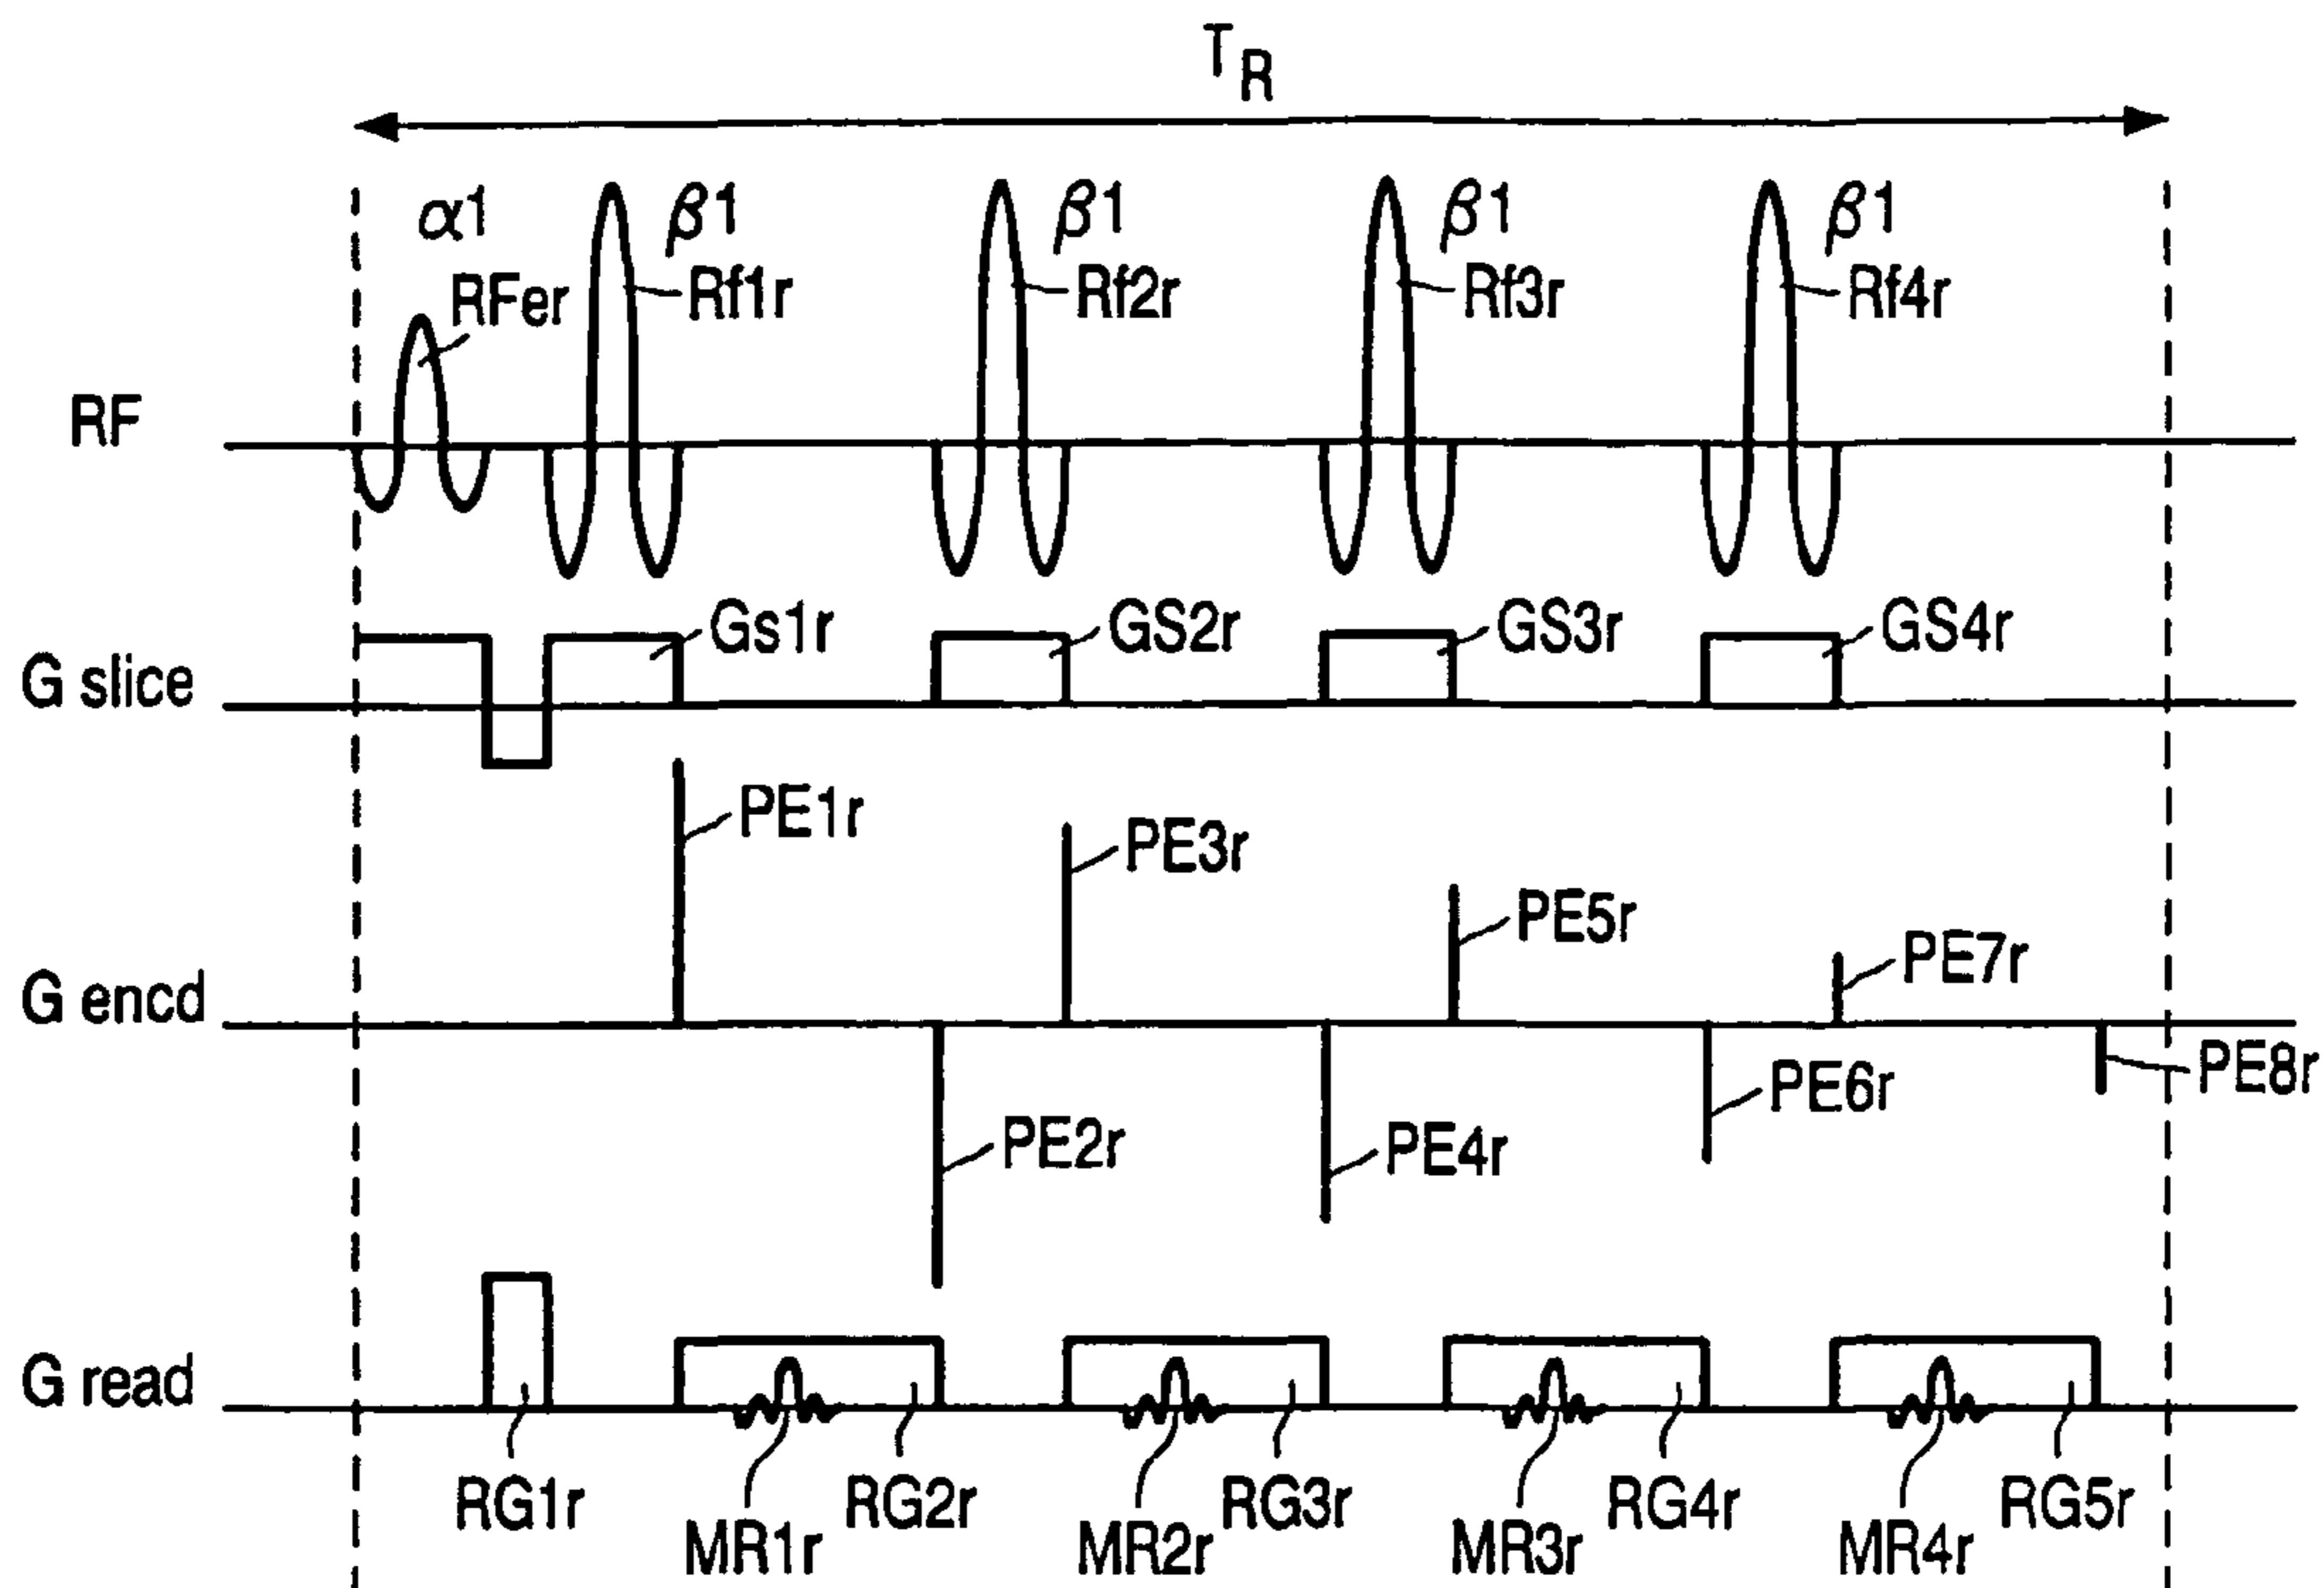 TR
α1 β1 β1 β1 β1
RFer Rf1r Rf2r Rf3r Rf4r
RF
Gs1r GS2r GS3r GS4r
G slice
PE1r PE3r
PE5r PE7r
G encd
PE2r PE4r PE6r PE8r
G read
RG1r RG2r RG3r RG4r RG5r
MR1r MR2r MR3r MR4r